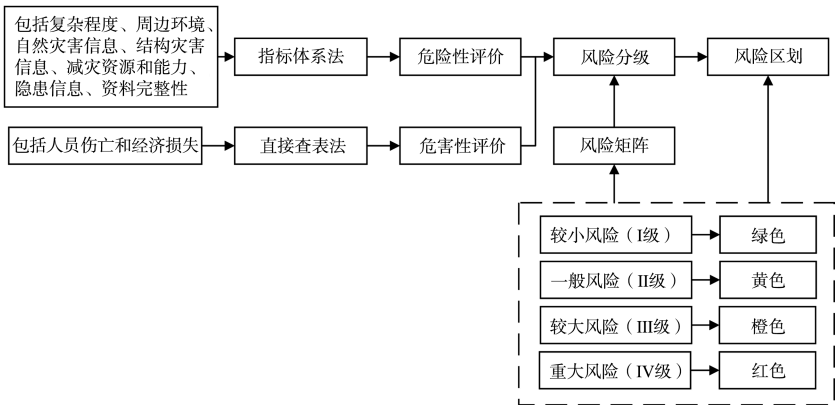 包括复杂程度、周边环境、
自然灾害信息、结构灾害
信息、减灾资源和能力、
隐患信息、资料完整性
指标体系法
危险性评价
风险分级
风险区划
包括人员伤亡和经济损失
直接查表法
危害性评价
风险矩阵
较小风险（I级）
绿色
一般风险（II级）
黄色
较大风险（III级）
橙色
重大风险（IV级）
红色